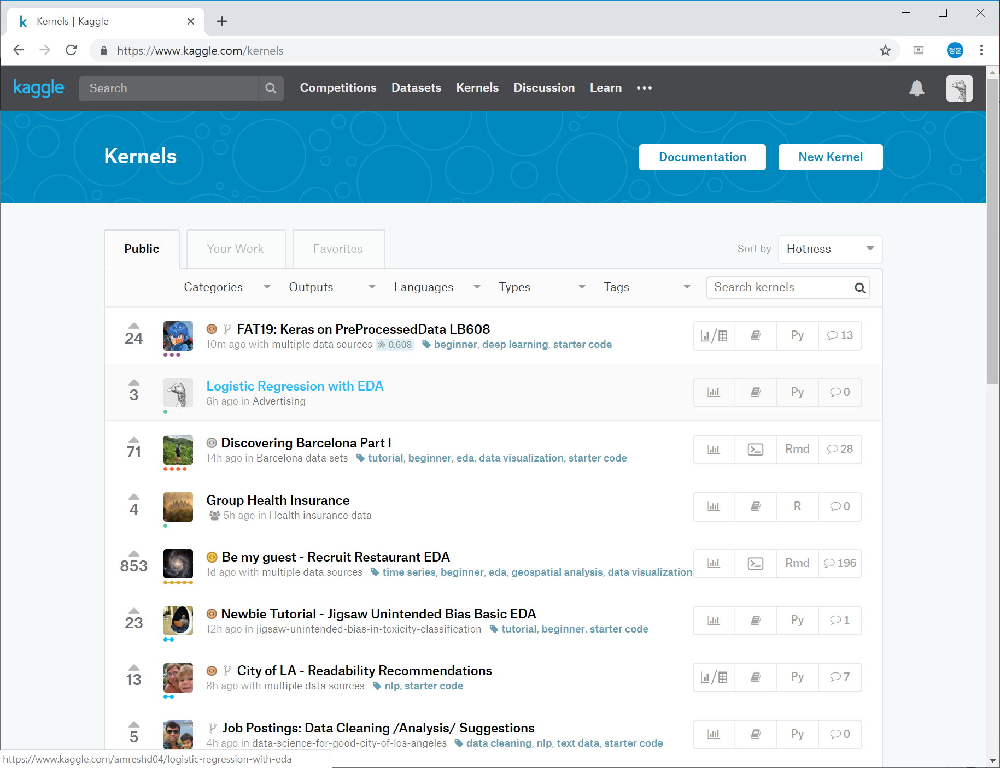 Kernels | Kaggle
https://www.kaggle.com/kernels
정훈
kaggle
Search
Competitions Datasets Kernels Discussion Learn
Kernels
Documentation
New Kernel
Public
Your Work
Favorites
Sort by
Hotness
Categories
Outputs
Languages
Types
Tags
Search kernels
24
FAT19: Keras on PreProcessedData LB608
10m ago with multiple data sources 0.608 beginner, deep learning, starter code
Py
13
3
Logistic Regression with EDA
6h ago in Advertising
Py
0
71
Discovering Barcelona Part I
14h ago in Barcelona data sets tutorial, beginner, eda, data visualization, starter code
Rmd
28
4
Group Health Insurance
5h ago in Health insurance data
R
0
853
Be my guest - Recruit Restaurant EDA
1d ago with multiple data sources time series, beginner, eda, geospatial analysis, data visualization
Rmd
196
23
Newbie Tutorial - Jigsaw Unintended Bias Basic EDA
12h ago in jigsaw-unintended-bias-in-toxicity-classification tutorial, beginner, starter code
Py
1
13
City of LA - Readability Recommendations
8h ago with multiple data sources nlp, starter code
Py
7
5
Job Postings: Data Cleaning /Analysis/ Suggestions
4h ago in data-science-for-good-city-of-los-angeles data cleaning, nlp, text data, starter code
Py
0
https://www.kaggle.com/amreshd04/logistic-regression-with-eda